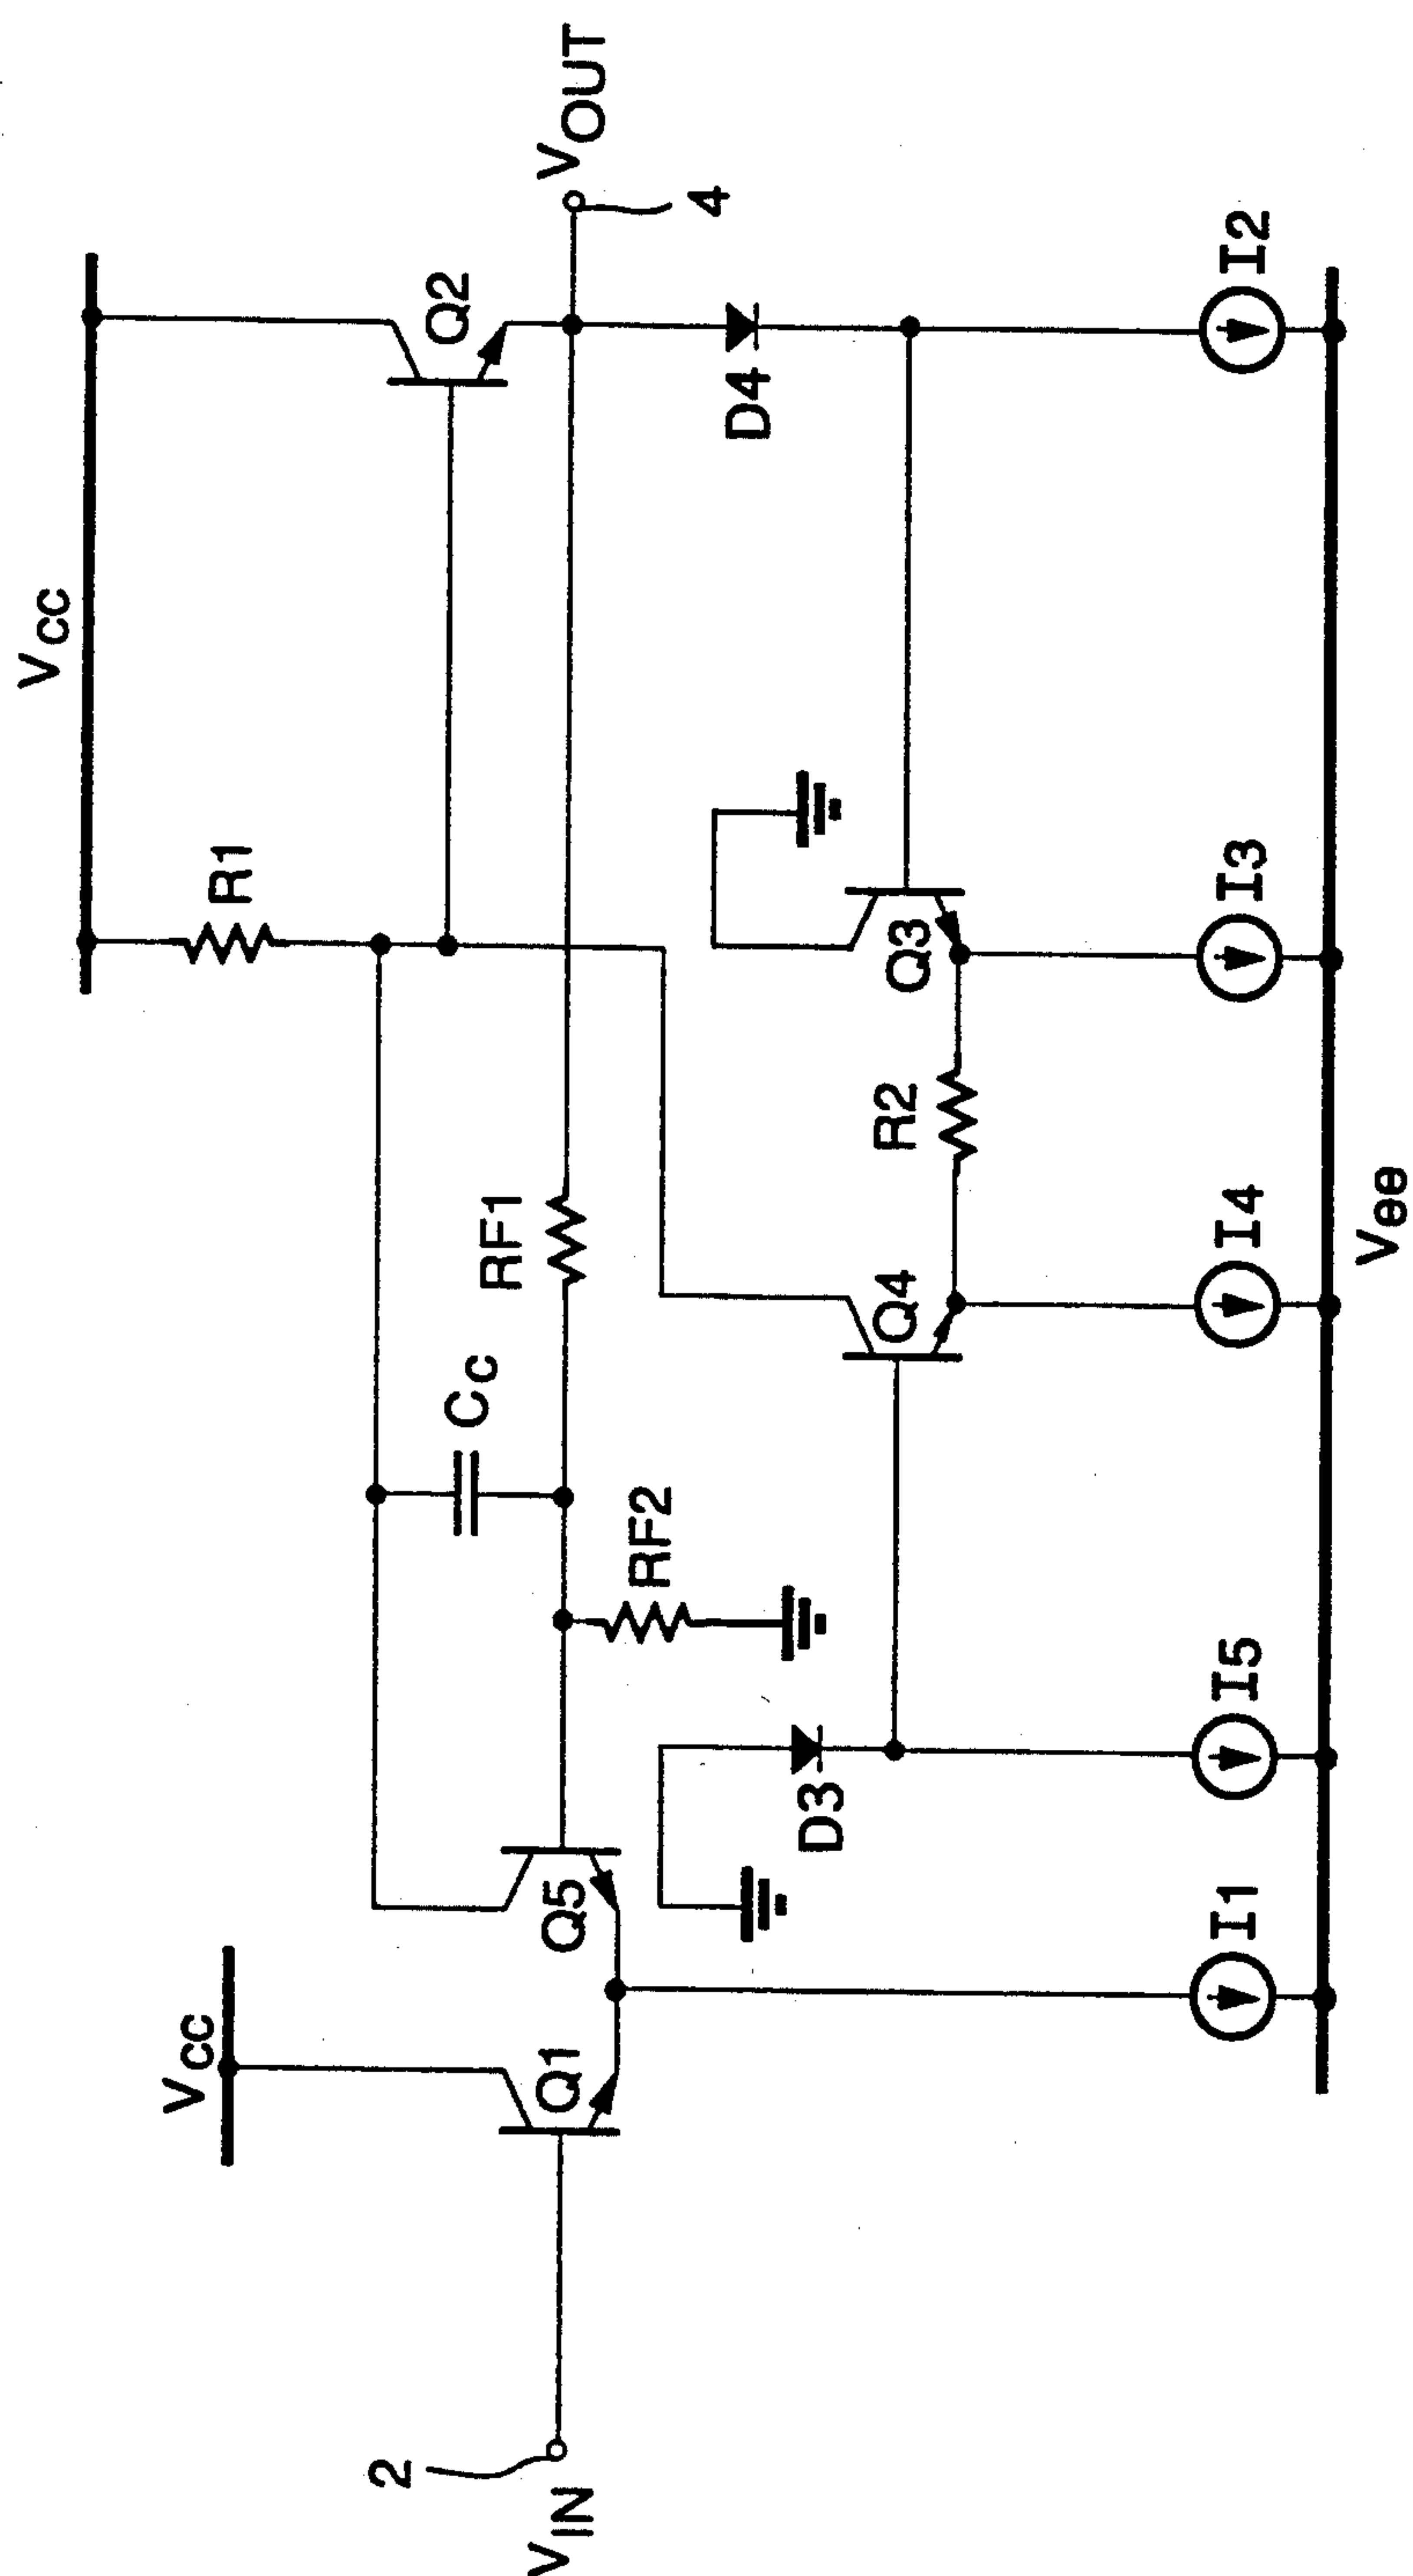 VCC
R1
Q2
VOUT
4
VCC
CC
RF1
D4
Q1
Q5
RF2
Q3
R2
Q4
D3
2
VIN
I1
I5
I4
I3
I2
Vee